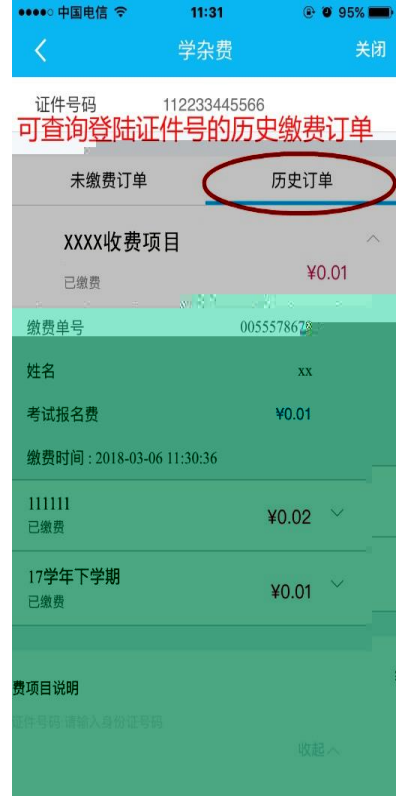 中国电信 11:31 95%
学杂费 关闭
证件号码 112233445566
可查询登陆证件号的历史缴费订单
未缴费订单 历史订单
XXXX收费项目
已缴费 ¥0.01
缴费单号 005557867
姓名 xx
考试报名费 ¥0.01
缴费时间 : 2018-03-06 11:30:36
111111
已缴费 ¥0.02
17学年下学期
已缴费 ¥0.01
费项目说明
证件号码:请输入身份证号码
收起